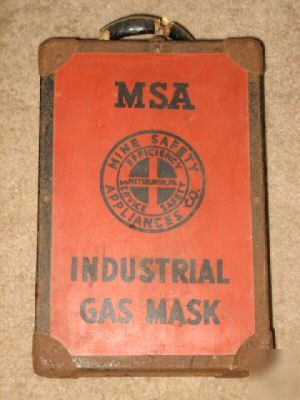 MSA
MINE SAFETY
APPLIANCES CO.
EFFICIENCY
PITTSBURGH, PA.
SERVICE SAFETY
INDUSTRIAL
GAS MASK